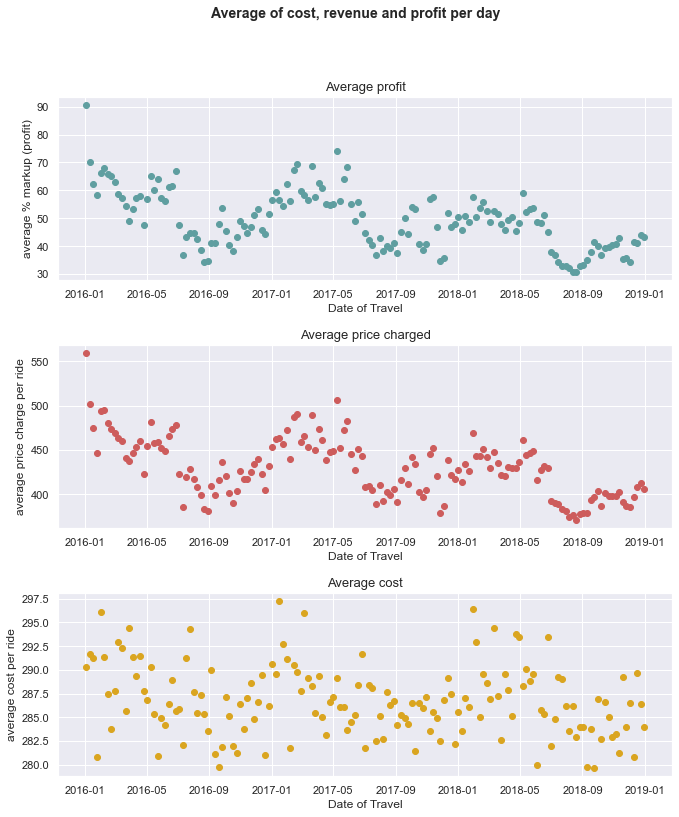 Average of cost, revenue and profit per day
Average profit
average % markup (profit)
90
80
70
60
50
40
30
2016-01 2016-05 2016-09 2017-01 2017-05 2017-09 2018-01 2018-05 2018-09 2019-01
Date of Travel
Average price charged
average price charge per ride
550
500
450
400
2016-01 2016-05 2016-09 2017-01 2017-05 2017-09 2018-01 2018-05 2018-09 2019-01
Date of Travel
Average cost
average cost per ride
297.5
295.0
292.5
290.0
287.5
285.0
282.5
280.0
2016-01 2016-05 2016-09 2017-01 2017-05 2017-09 2018-01 2018-05 2018-09 2019-01
Date of Travel